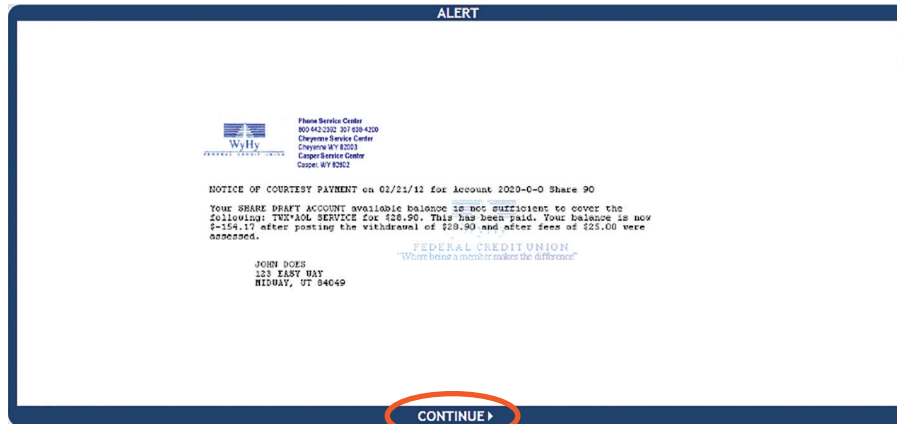 ALERT
Phone Service Center
800-442-2392 307-638-4200
Cheyenne Service Center
Cheyenne WY 82003
Casper Service Center
Casper, WY 82602
WyHy
FEDERAL CREDIT UNION
NOTICE OF COURTESY PAYMENT on 02/21/12 for Account 2020-0-0 Share 90
Your SHARE DRAFT ACCOUNT available balance is not sufficient to cover the
following: TWX*AOL SERVICE for $28.90. This has been paid. Your balance is now
$-154.17 after posting the withdrawal of $28.90 and after fees of $25.00 were
assessed.
FEDERAL CREDIT UNION
"Where being a member makes the difference"
JOHN DOES
123 EASY WAY
MIDWAY, UT 84049
CONTINUE